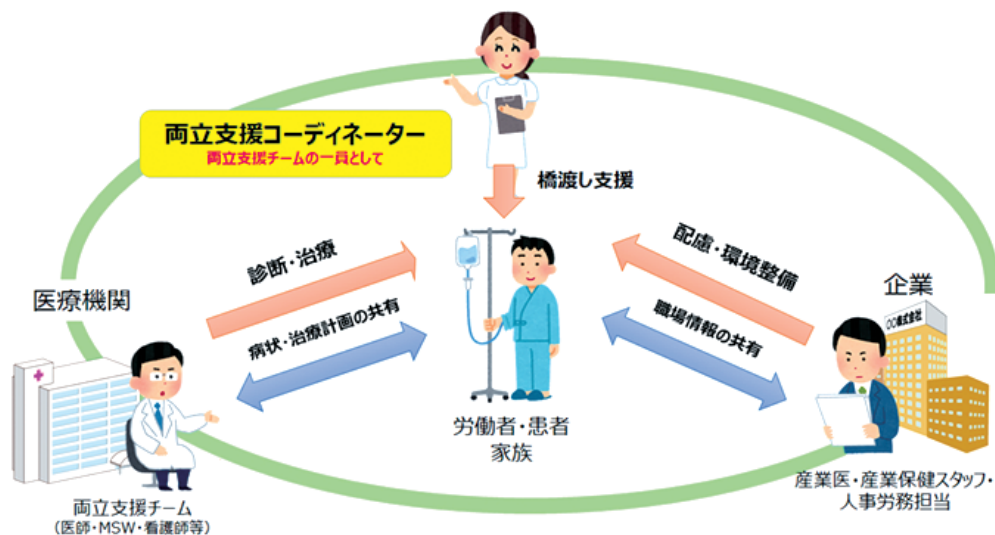 両立支援コーディネーター
両立支援チームの一員として
橋渡し支援
診断・治療
配慮・環境整備
医療機関
企業
病状・治療計画の共有
職場情報の共有
〇〇株式会社
労働者・患者
家族
両立支援チーム
（医師・MSW・看護師等）
産業医・産業保健スタッフ・
人事労務担当